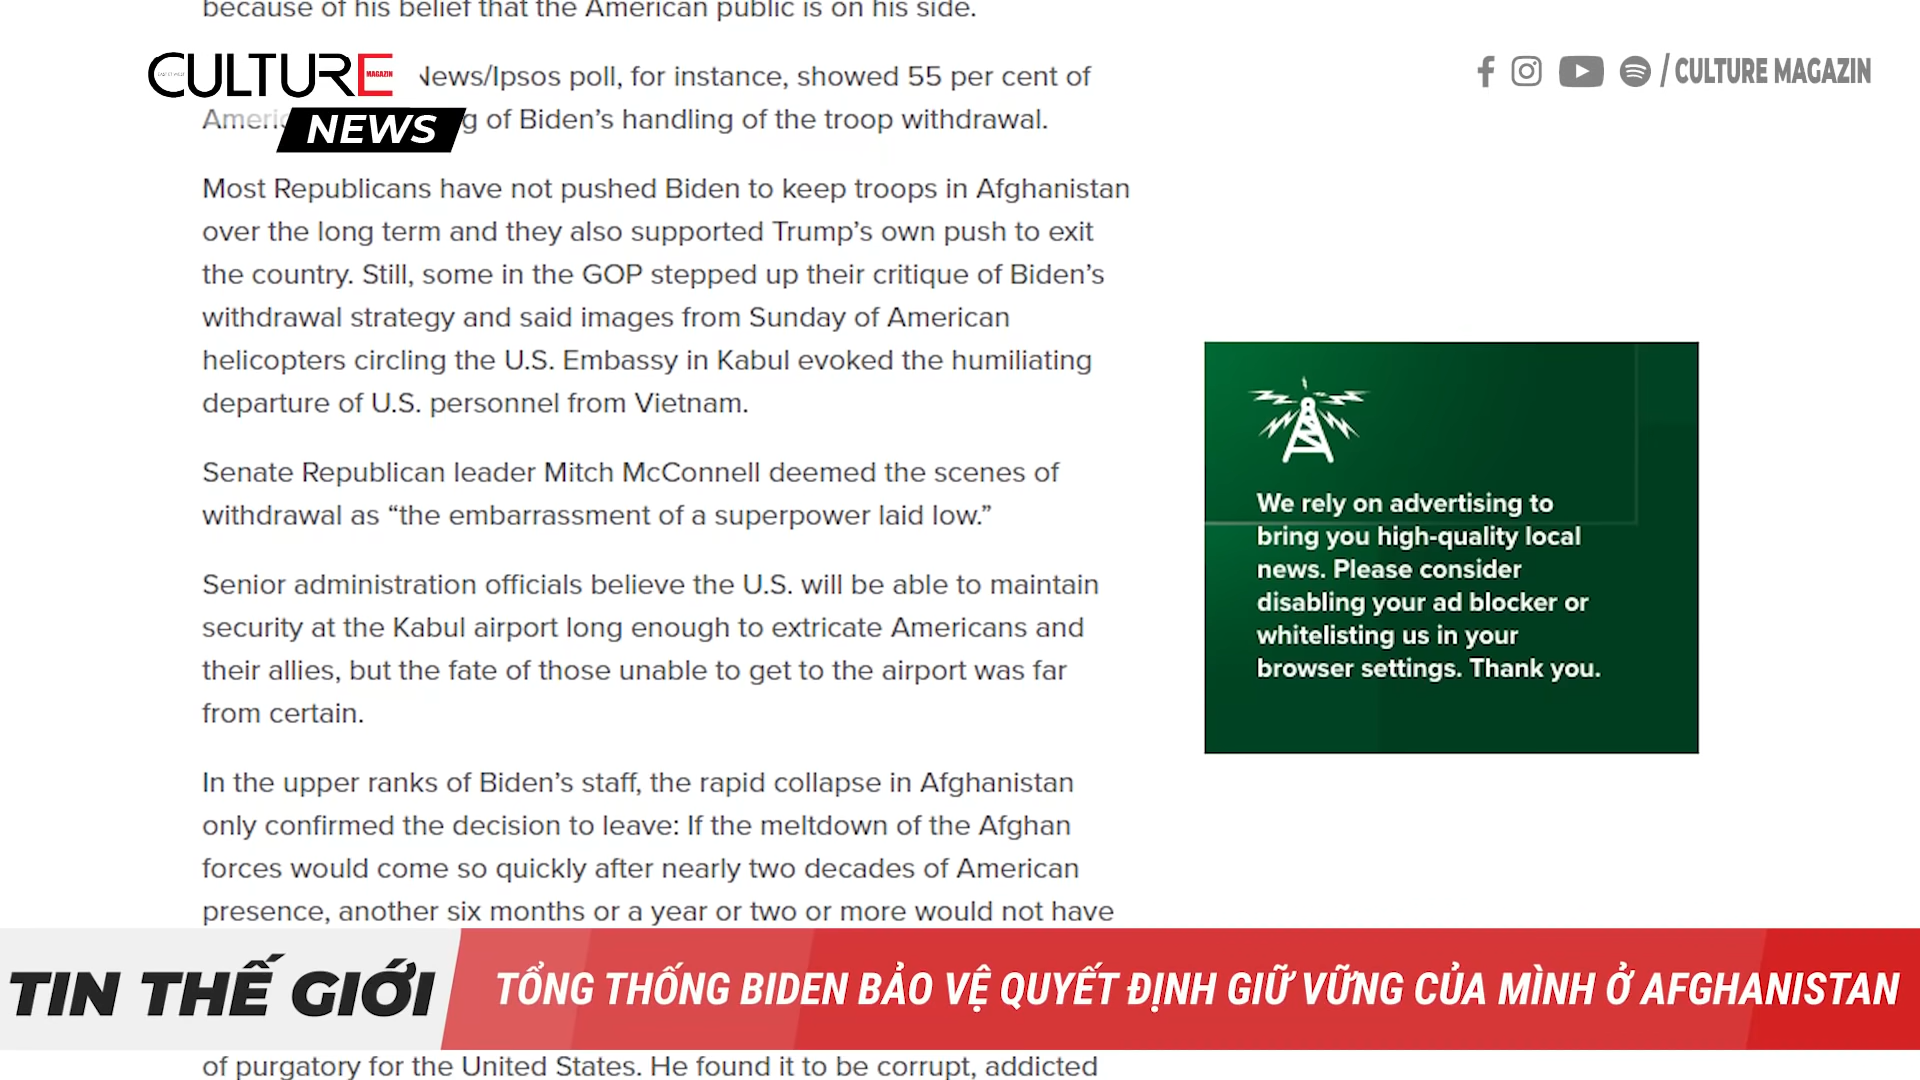 because of his belief that the American public is on his side.
CULTURE
MAGAZIN
NEWS
News/Ipsos poll, for instance, showed 55 per cent of
g of Biden’s handling of the troop withdrawal.
/ CULTURE MAGAZIN
Most Republicans have not pushed Biden to keep troops in Afghanistan
over the long term and they also supported Trump’s own push to exit
the country. Still, some in the GOP stepped up their critique of Biden’s
withdrawal strategy and said images from Sunday of American
helicopters circling the U.S. Embassy in Kabul evoked the humiliating
departure of U.S. personnel from Vietnam.
Senate Republican leader Mitch McConnell deemed the scenes of
withdrawal as “the embarrassment of a superpower laid low.”
Senior administration officials believe the U.S. will be able to maintain
security at the Kabul airport long enough to extricate Americans and
their allies, but the fate of those unable to get to the airport was far
from certain.
In the upper ranks of Biden’s staff, the rapid collapse in Afghanistan
only confirmed the decision to leave: If the meltdown of the Afghan
forces would come so quickly after nearly two decades of American
presence, another six months or a year or two or more would not have
We rely on advertising to
bring you high-quality local
news. Please consider
disabling your ad blocker or
whitelisting us in your
browser settings. Thank you.
TIN THẾ GIỚI
TỔNG THỐNG BIDEN BẢO VỆ QUYẾT ĐỊNH GIỮ VỮNG CỦA MÌNH Ở AFGHANISTAN
of purgatory for the United States. He found it to be corrupt, addicted